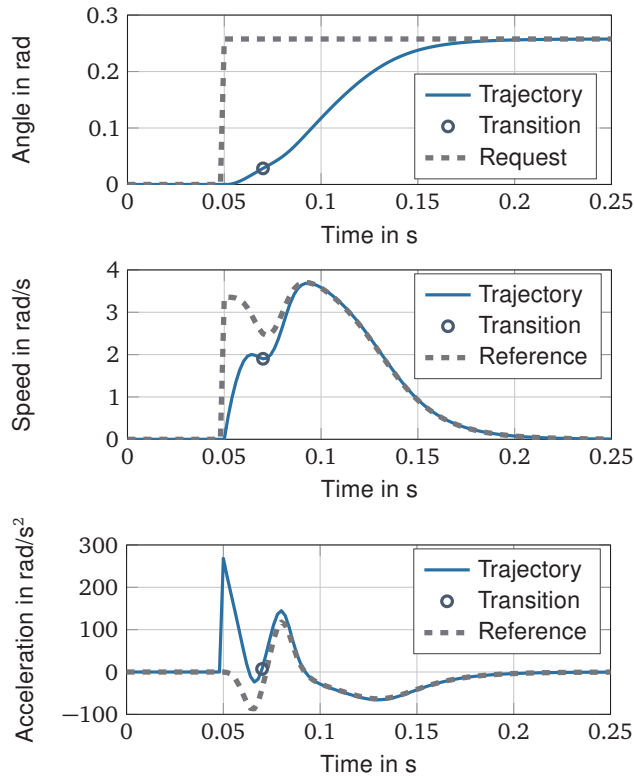 Angle in rad
0.3
0.2
0.1
0
Trajectory
Transition
Request
0 0.05 0.1 0.15 0.2 0.25
Time in s
Speed in rad/s
4
3
2
1
0
Trajectory
Transition
Reference
0 0.05 0.1 0.15 0.2 0.25
Time in s
Acceleration in rad/s²
300
200
100
0
−100
Trajectory
Transition
Reference
0 0.05 0.1 0.15 0.2 0.25
Time in s